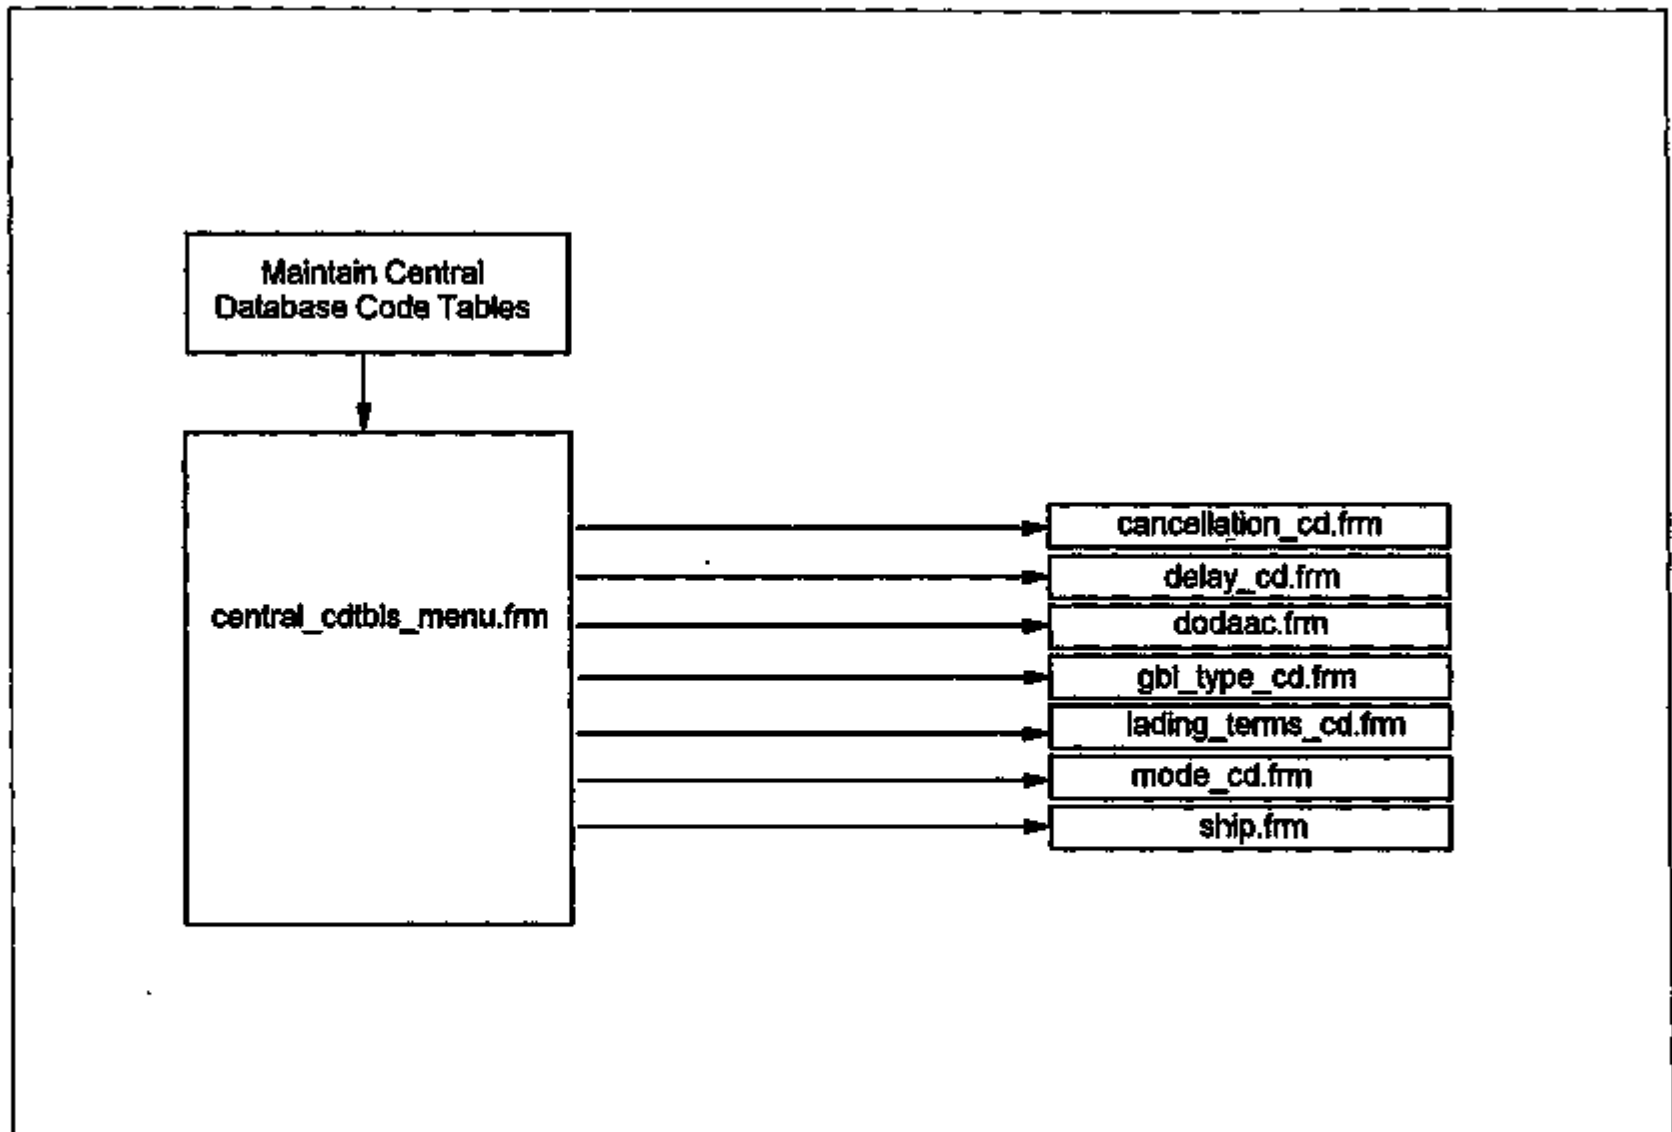 Maintain Central
Database Code Tables
central_cdtbls_menu.frm
cancellation_cd.frm
delay_cd.frm
dodaac.frm
gbl_type_cd.frm
lading_terms_cd.frm
mode_cd.frm
ship.frm